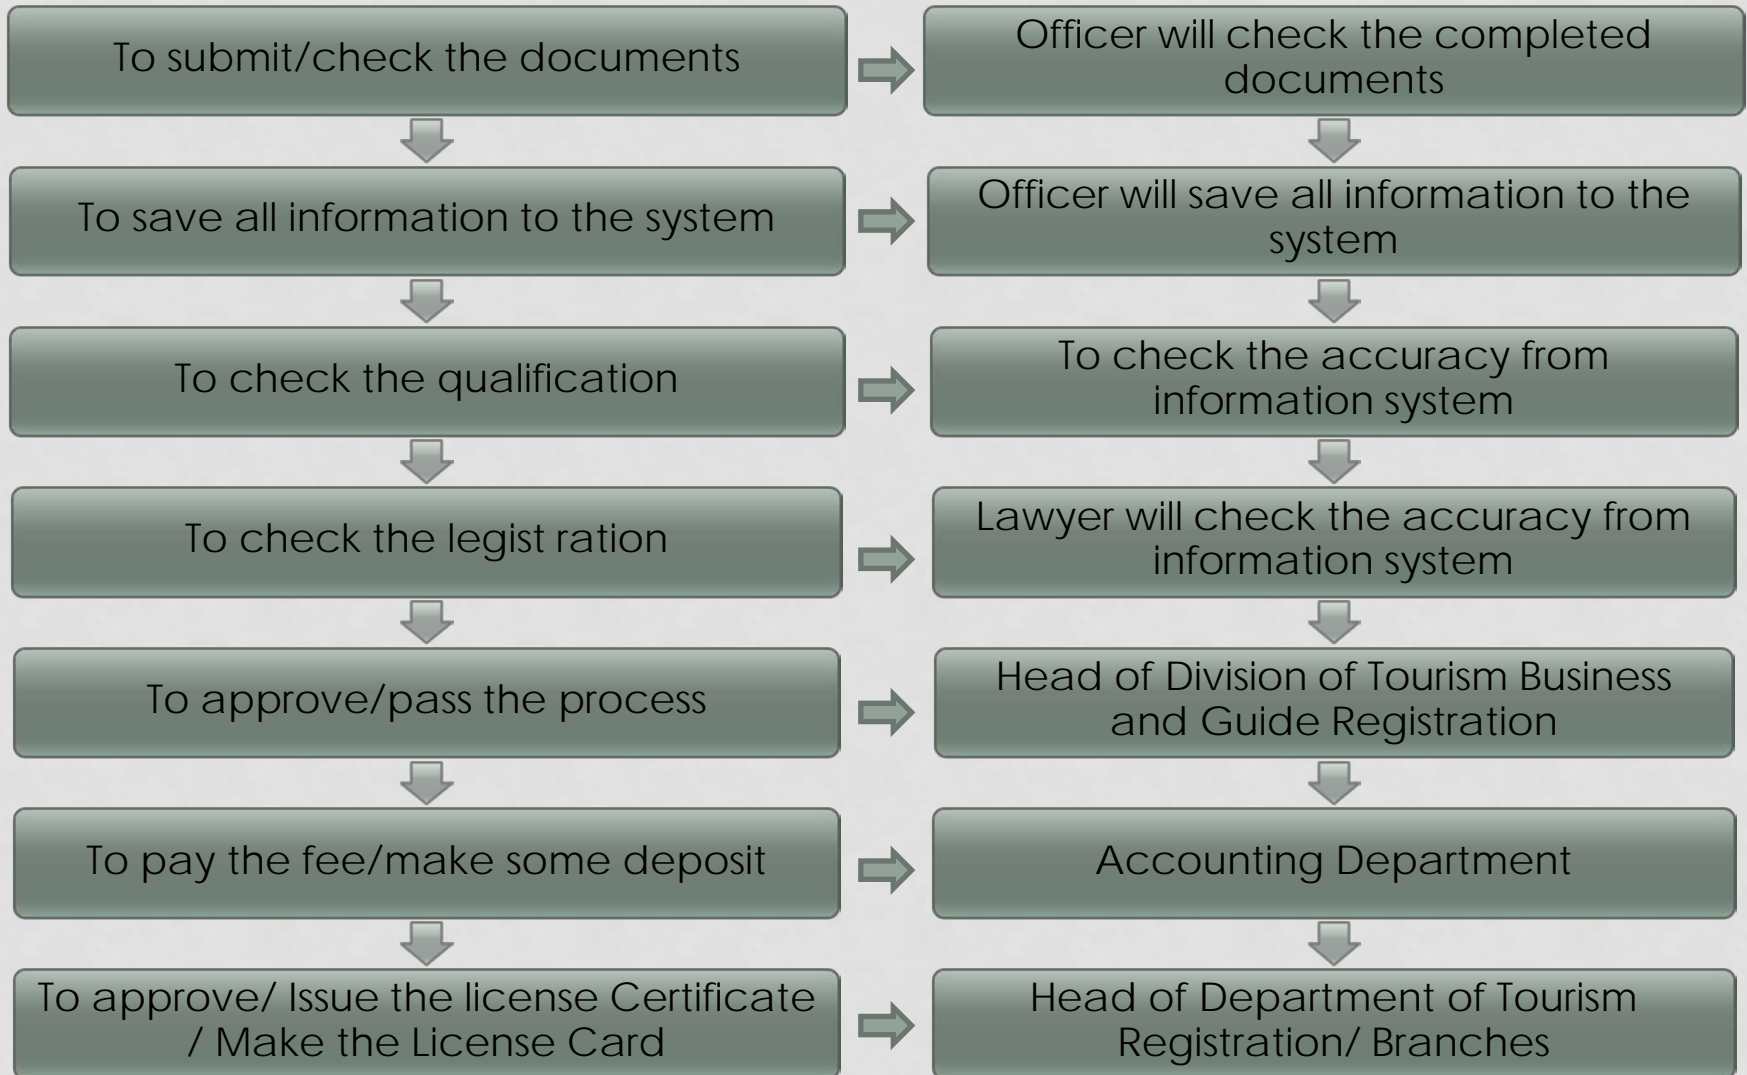 To submit/check the documents
Officer will check the completed
documents
To save all information to the system
Officer will save all information to the
system
To check the qualification
To check the accuracy from
information system
To check the legist ration
Lawyer will check the accuracy from
information system
To approve/pass the process
Head of Division of Tourism Business
and Guide Registration
To pay the fee/make some deposit
Accounting Department
To approve/ Issue the license Certificate
/ Make the License Card
Head of Department of Tourism
Registration/ Branches